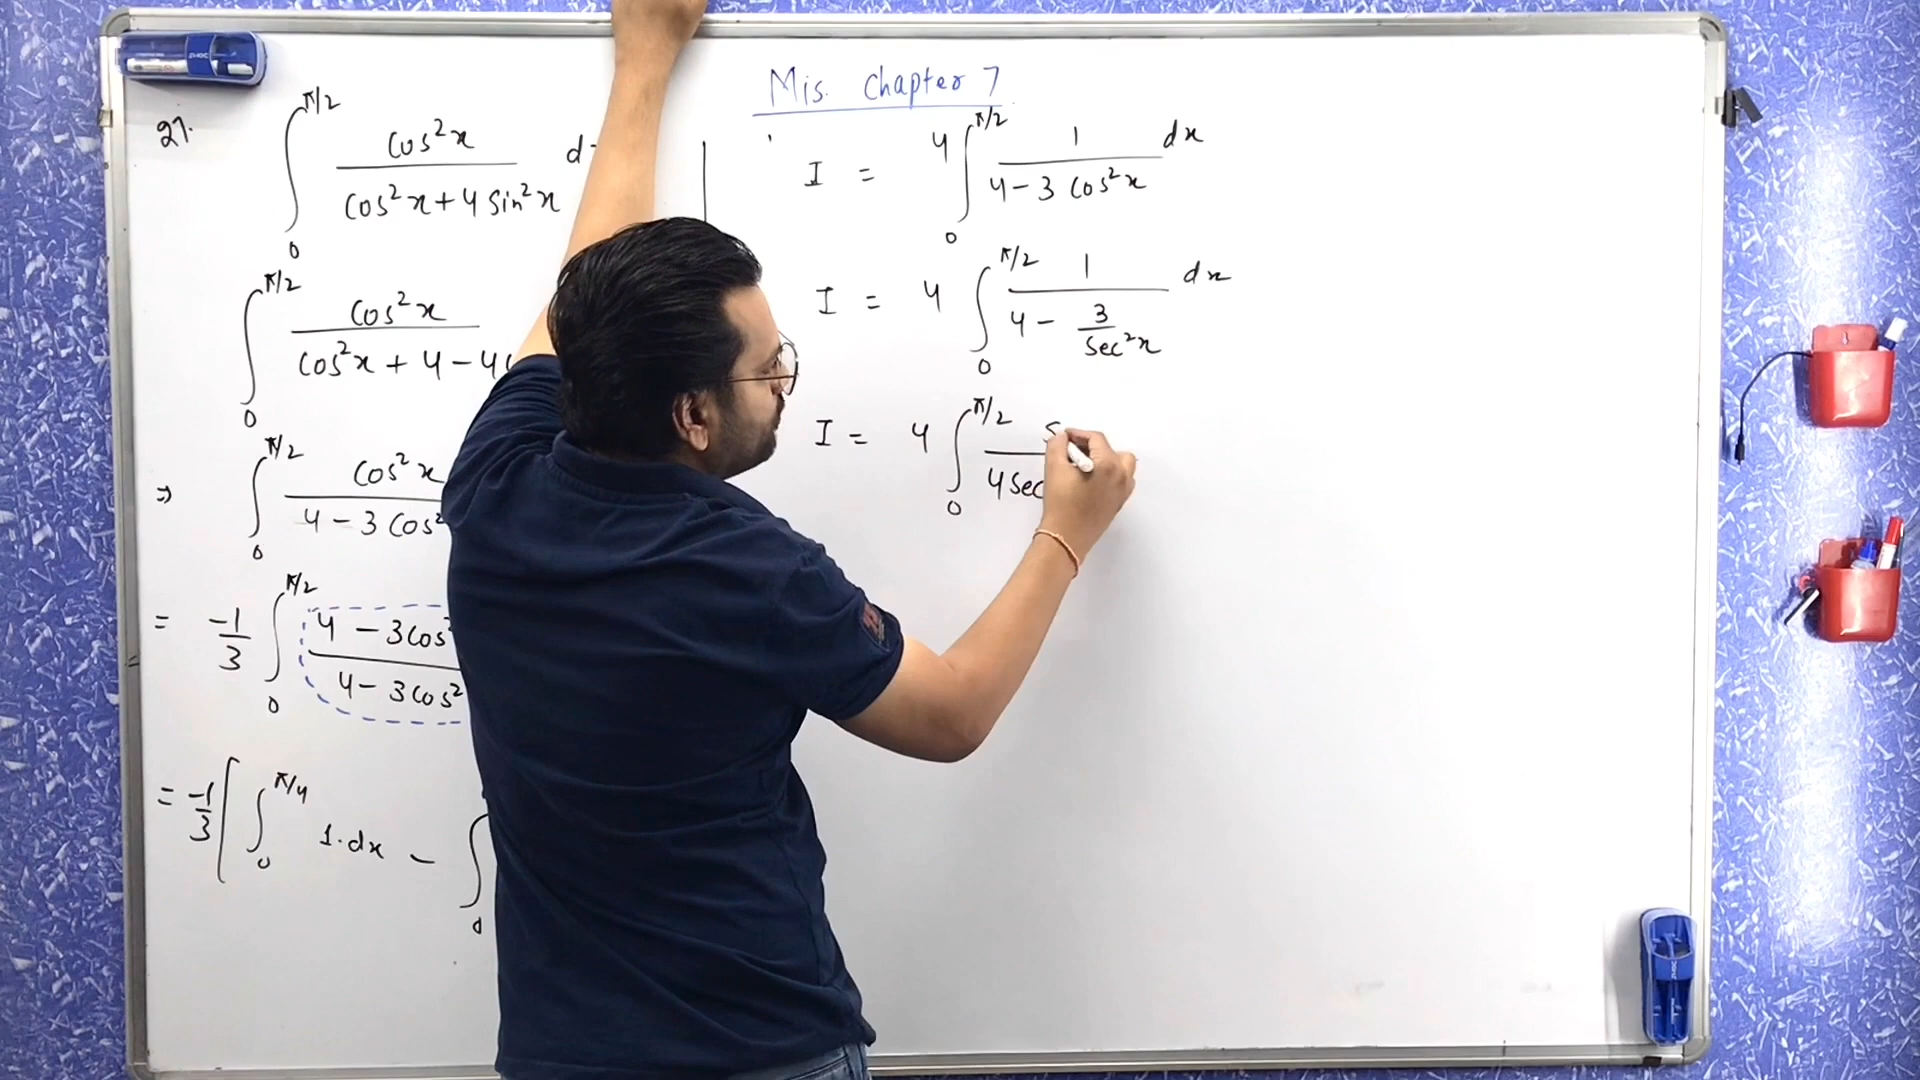 Mis. Chapter 7
27. ∫₀^π/2 cos²x / cos²x + 4 sin²x
∫₀^π/2 cos²x / cos²x + 4 − 4
⇒ ∫₀^π/2 cos²x / 4 − 3 cos²
= −1/3 ∫₀^π/2 4 − 3cos² / 4 − 3cos²
= −1/3 [ ∫₀^π/4 1·dx − ∫₀
I = 4 ∫₀^π/2 1 / 4 − 3 cos²x dx
I = 4 ∫₀^π/2 1 / 4 − 3/sec²x dx
I = 4 ∫₀^π/2 S / 4 sec